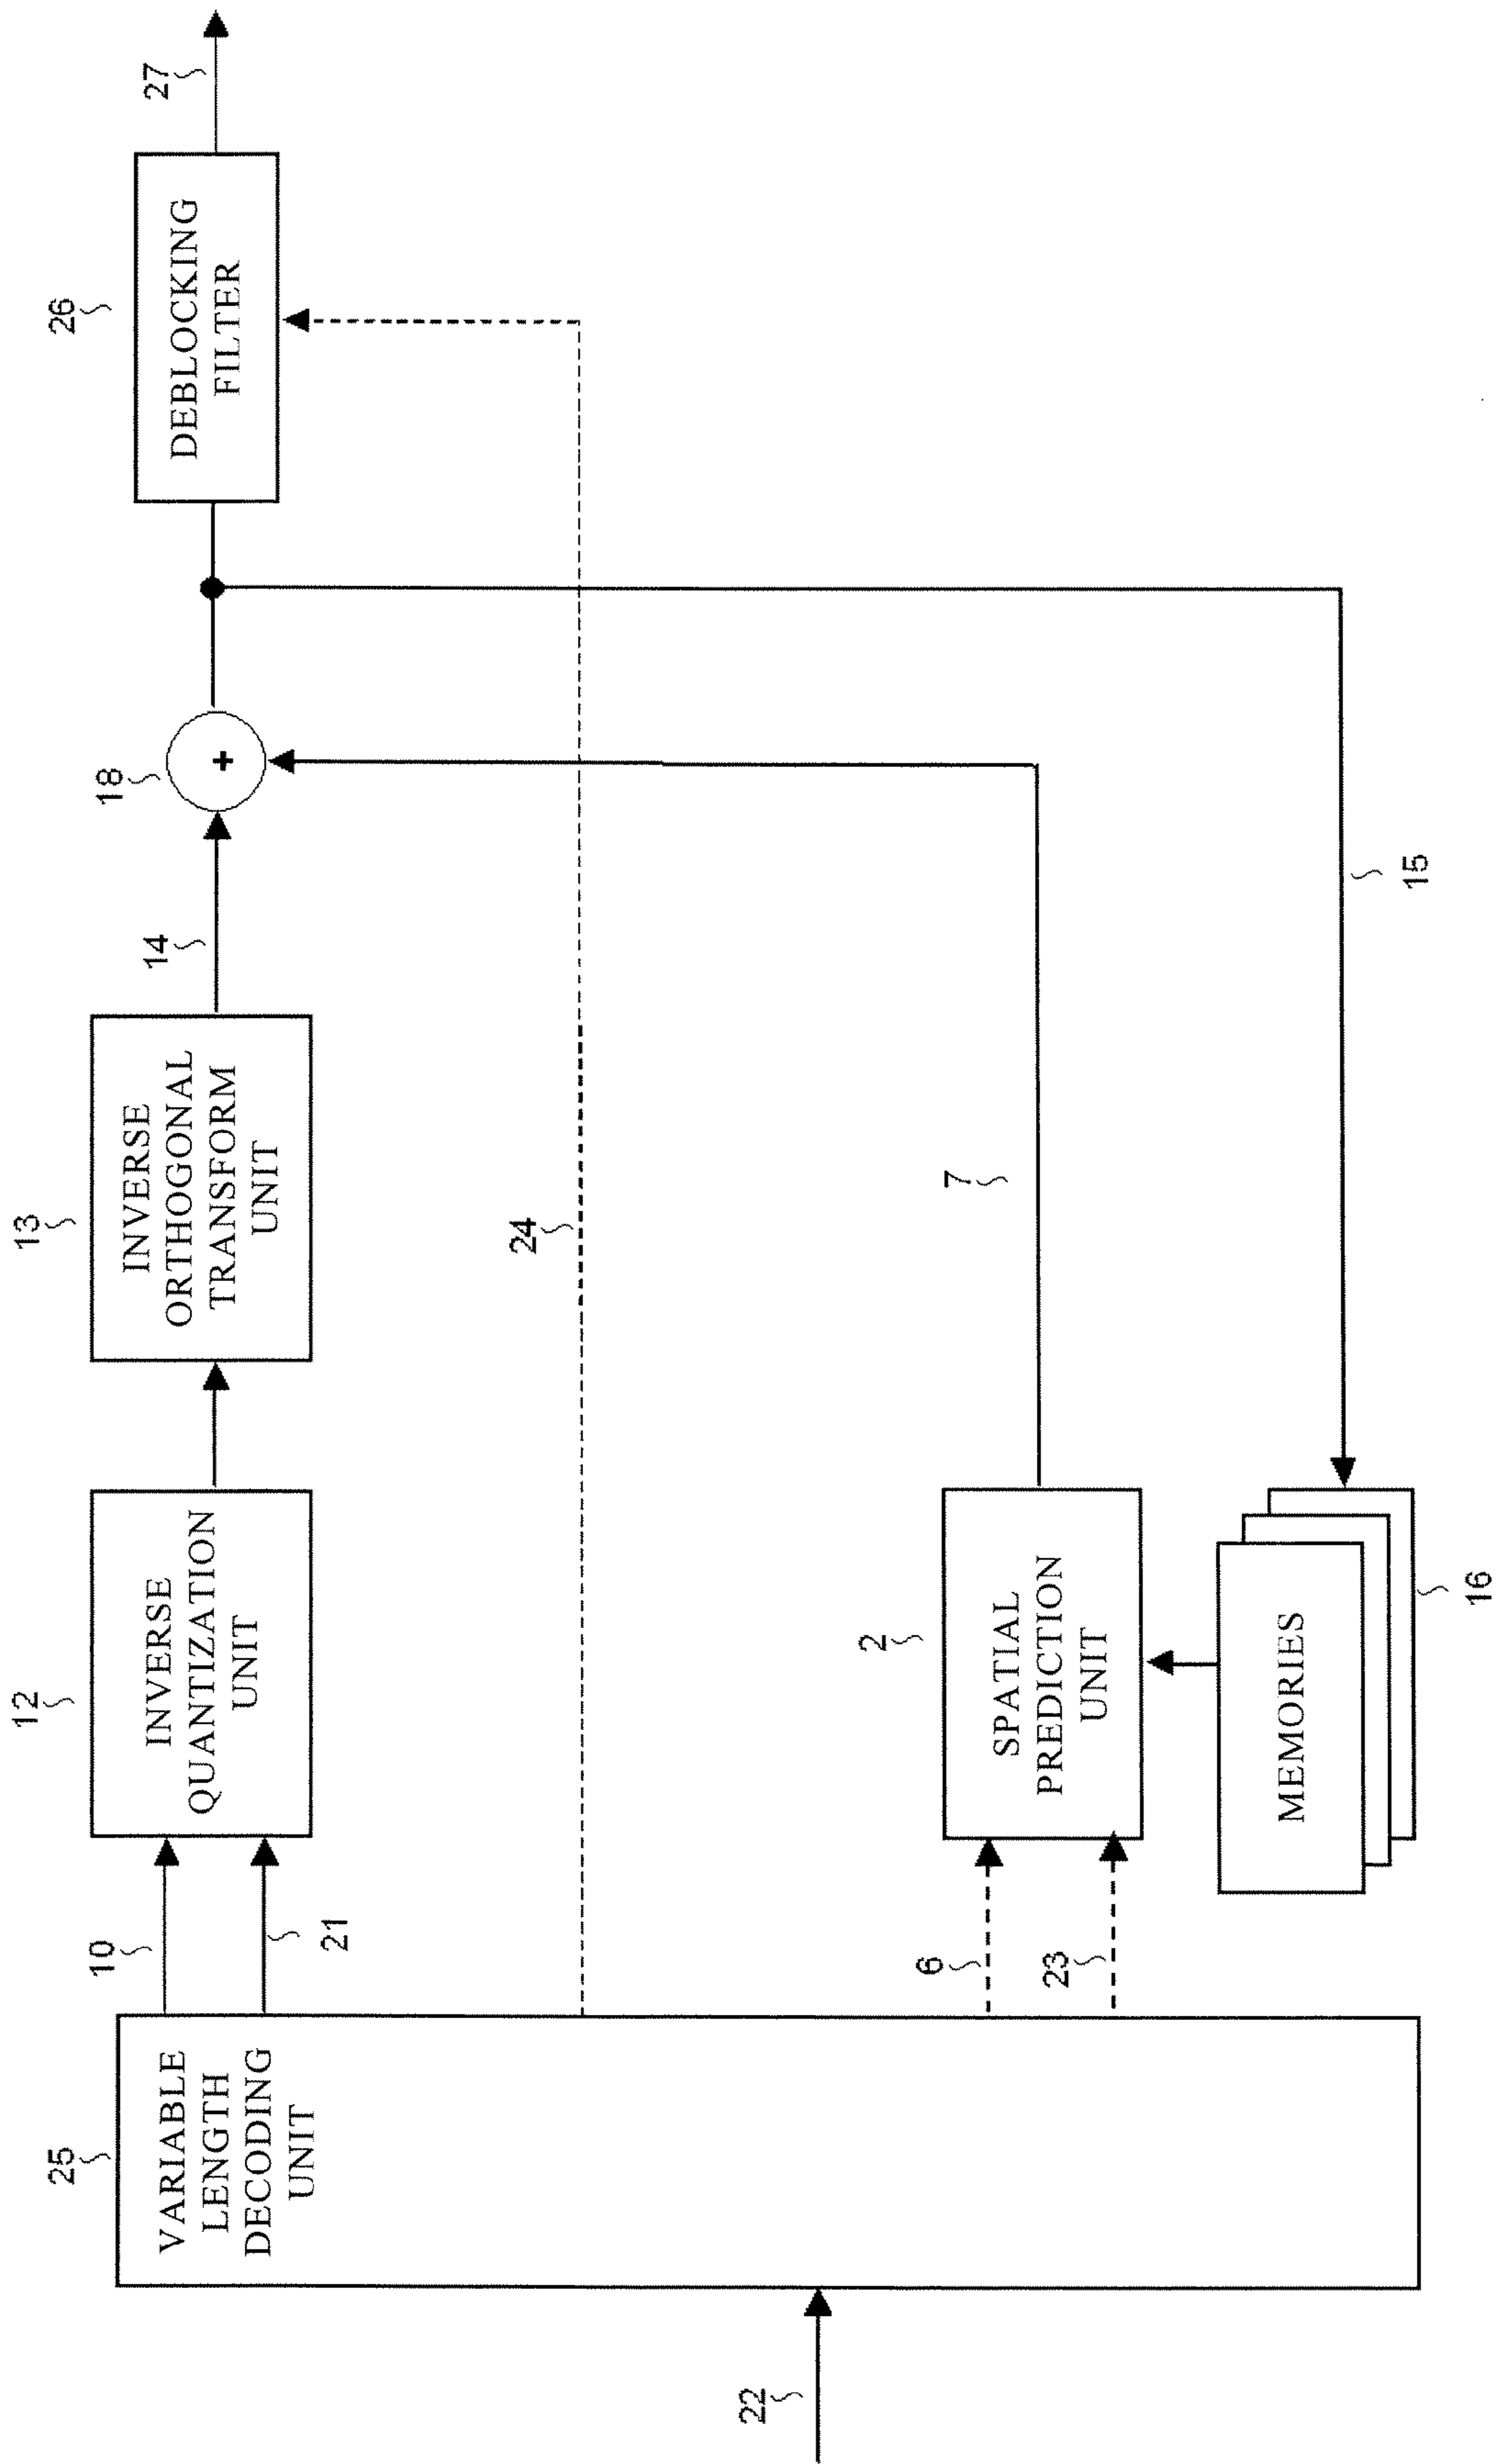 22
25
VARIABLE
LENGTH
DECODING
UNIT
10
21
12
INVERSE
QUANTIZATION
UNIT
13
INVERSE
ORTHOGONAL
TRANSFORM
UNIT
14
18
+
26
DEBLOCKING
FILTER
27
24
6
23
2
SPATIAL
PREDICTION
UNIT
7
MEMORIES
16
15